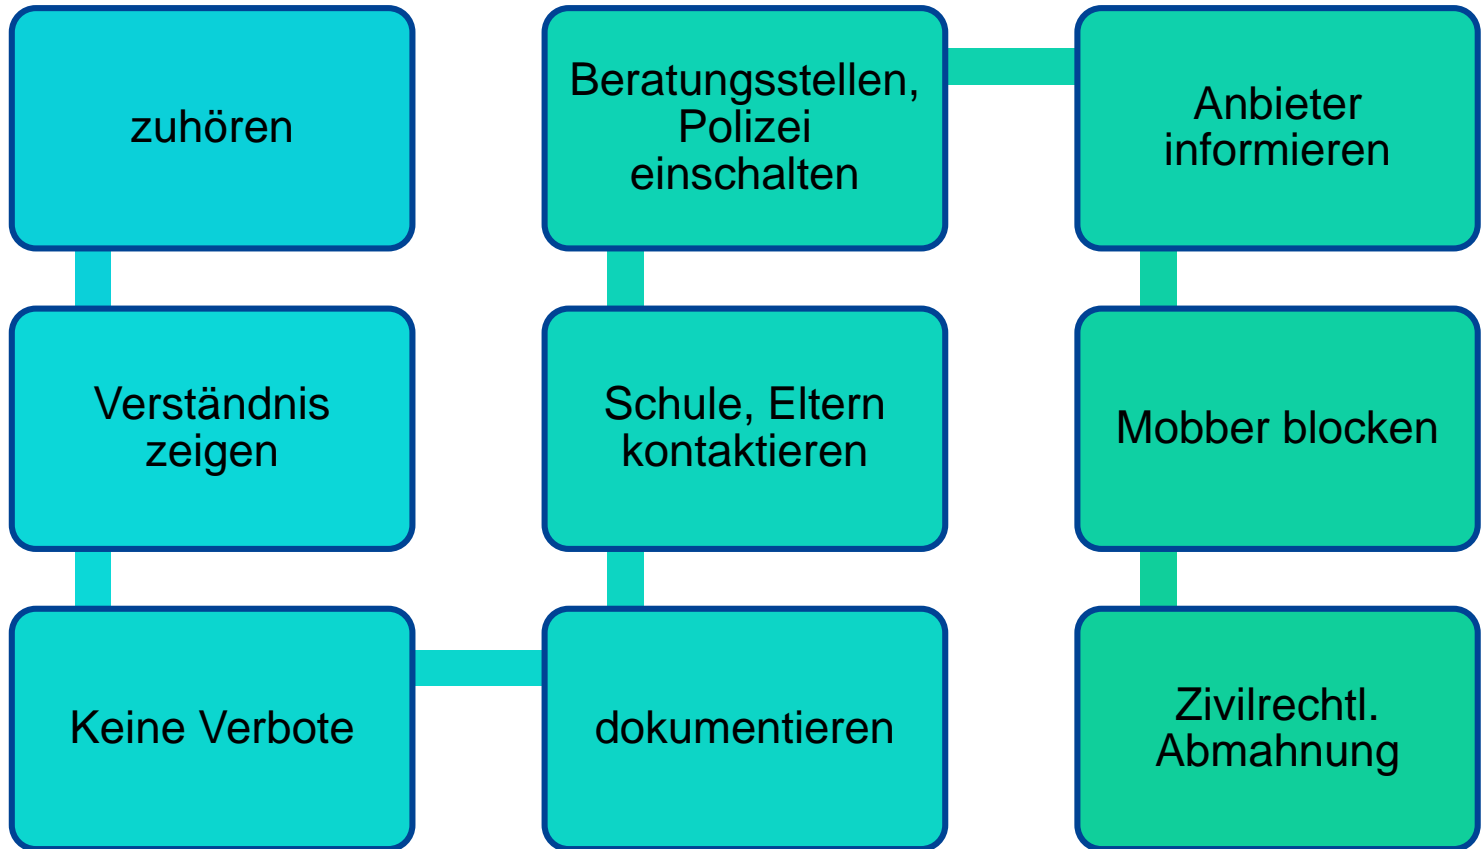 zuhören
Verständnis
zeigen
Keine Verbote
dokumentieren
Schule, Eltern
kontaktieren
Beratungsstellen,
Polizei
einschalten
Anbieter
informieren
Mobber blocken
Zivilrechtl.
Abmahnung